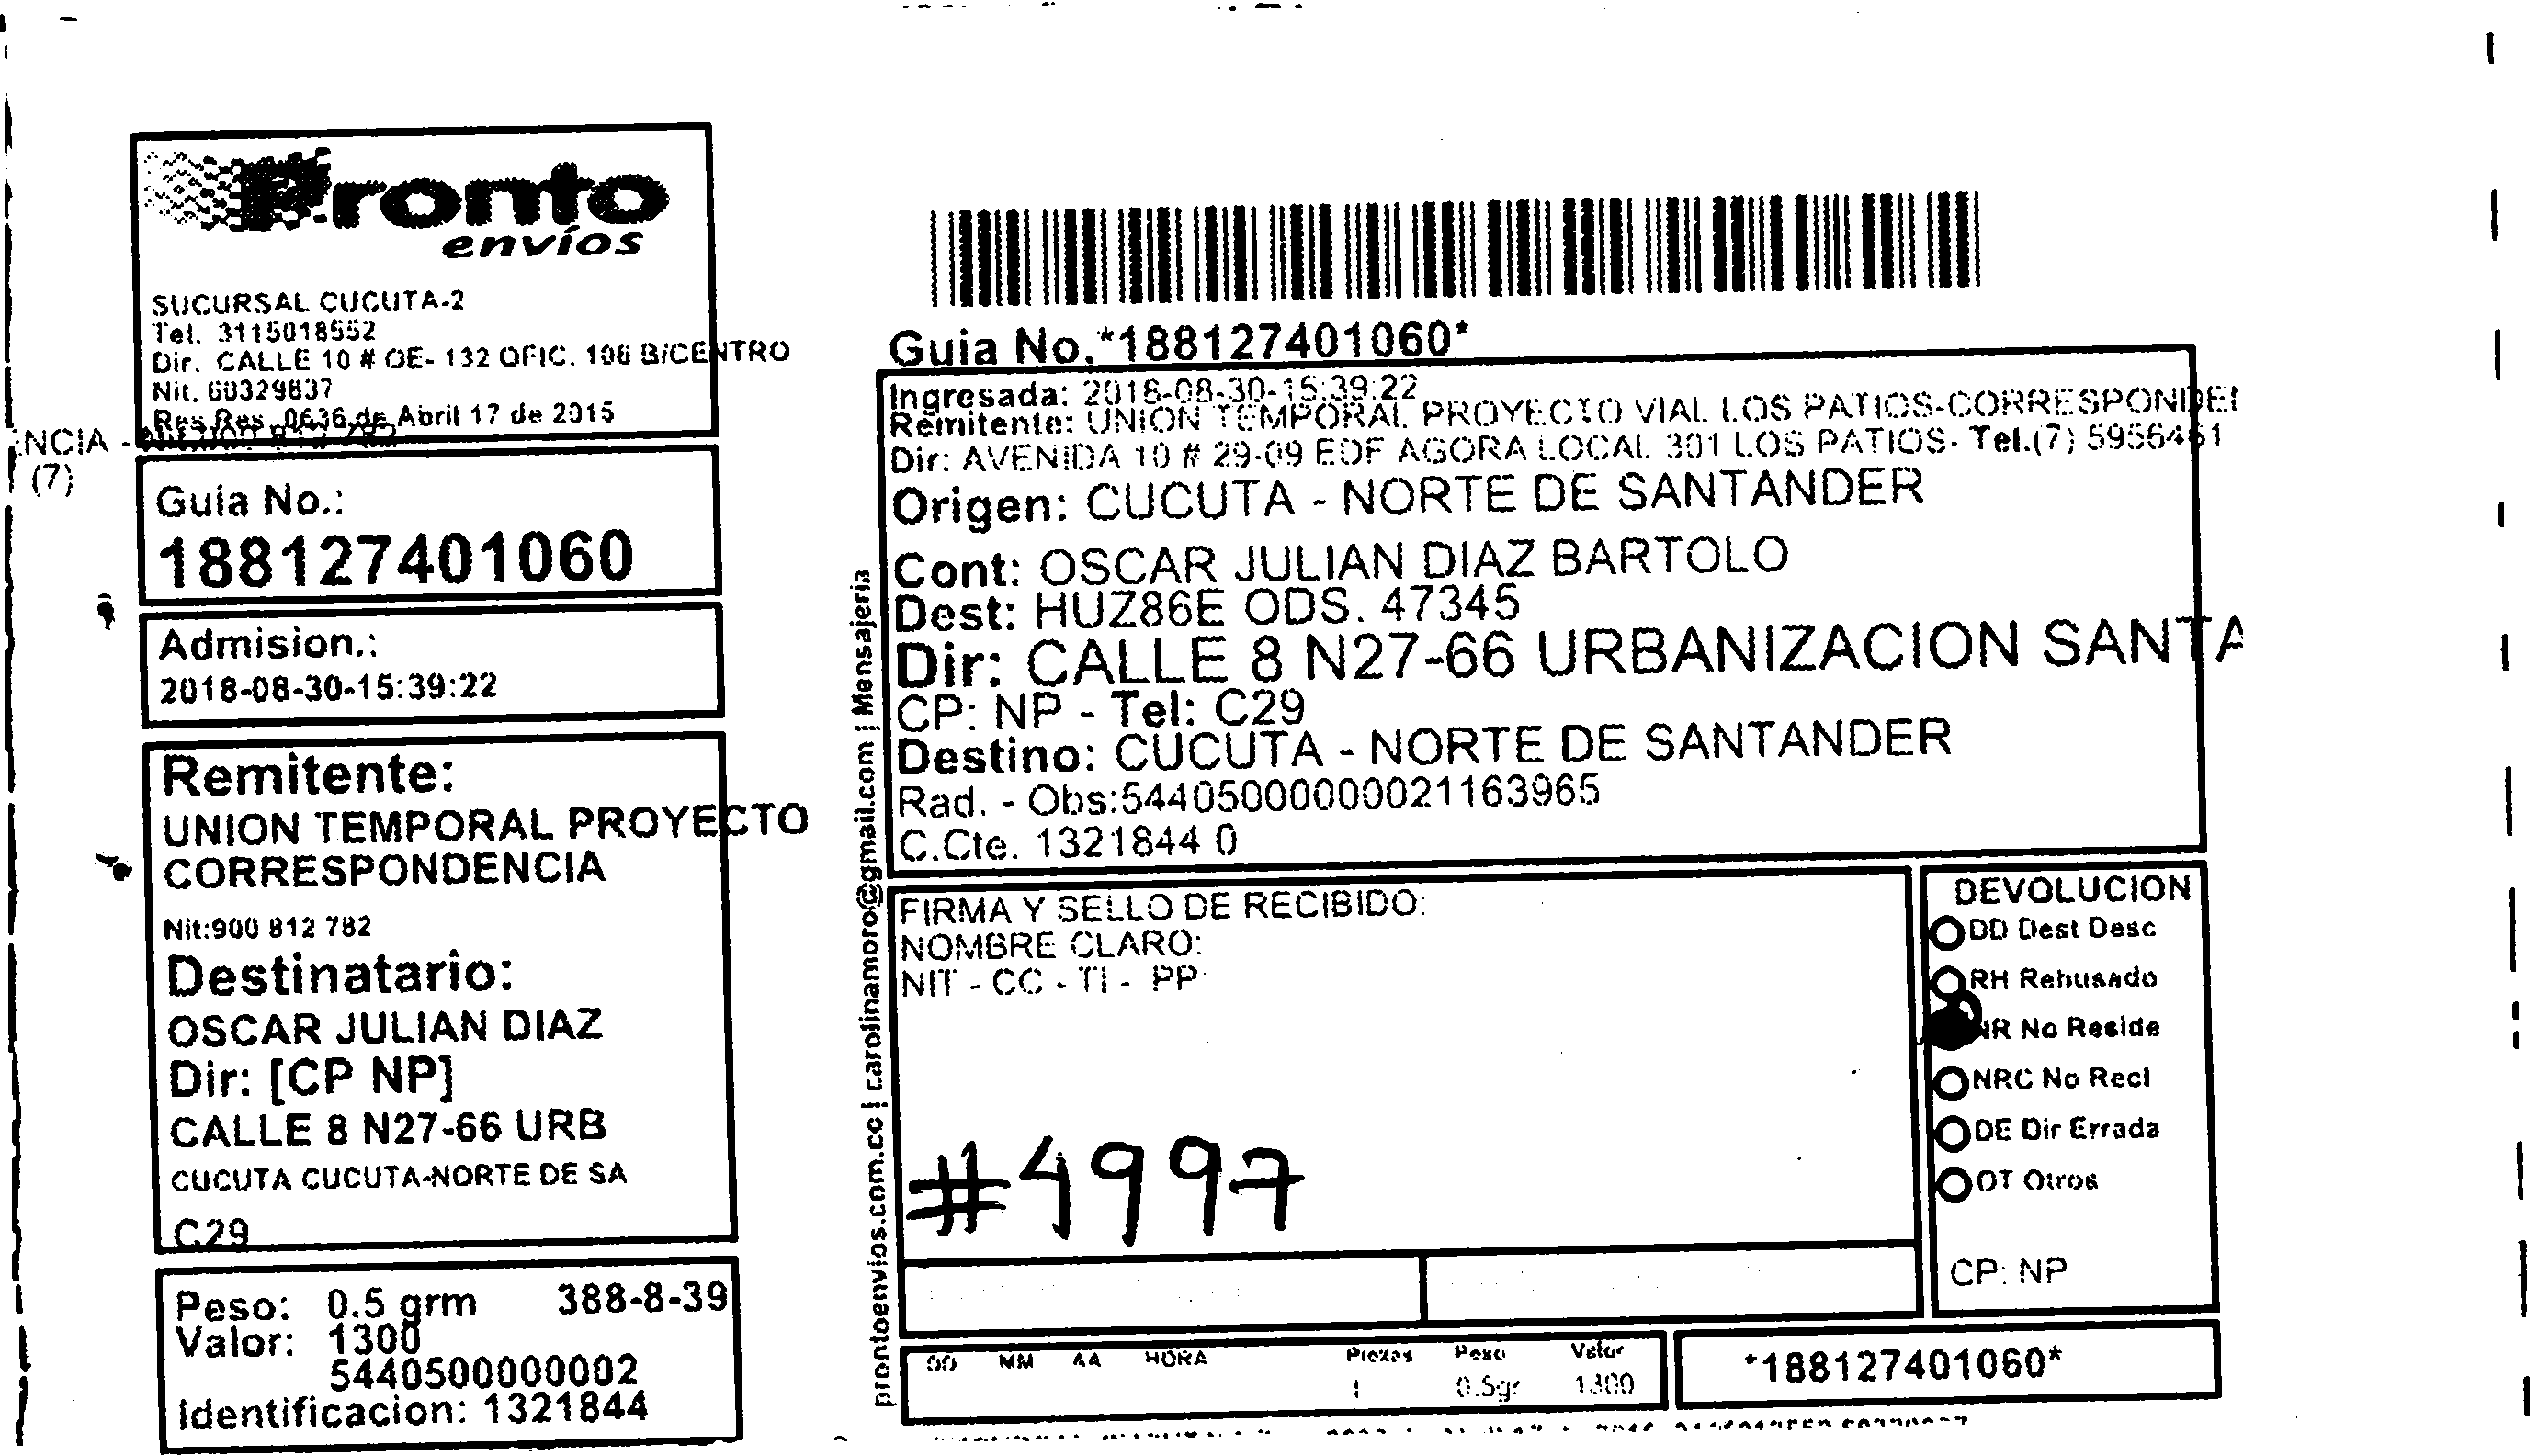 Pronto
envíos
SUCURSAL CUCUTA-2
Tel. 3115018552
Dir. CALLE 10 # OE- 132 OFIC. 106 B/CENTRO
Nit. 60329837
Res.Res. 0636 de Abril 17 de 2015
ENCIA -
(7)
Guia No.:
188127401060
Admision.:
2018-08-30-15:39:22
Remitente:
UNION TEMPORAL PROYECTO
CORRESPONDENCIA
Nit:900 812 782
Destinatario:
OSCAR JULIAN DIAZ
Dir: [CP NP]
CALLE 8 N27-66 URB
CUCUTA CUCUTA-NORTE DE SA
C29
Peso: 0.5 grm 388-8-39
Valor: 1300
5440500000002
Identificacion: 1321844
prontoenvios.com.co | carolinamoro@gmail.com | Mensajeria
Guia No.*188127401060*
Ingresada: 2018-08-30-15:39:22
Remitente: UNION TEMPORAL PROYECTO VIAL LOS PATIOS-CORRESPONDEN
Dir: AVENIDA 10 # 29-09 EDF AGORA LOCAL 301 LOS PATIOS- Tel.(7) 5956461
Origen: CUCUTA - NORTE DE SANTANDER
Cont: OSCAR JULIAN DIAZ BARTOLO
Dest: HUZ86E ODS. 47345
Dir: CALLE 8 N27-66 URBANIZACION SANTA
CP: NP - Tel: C29
Destino: CUCUTA - NORTE DE SANTANDER
Rad. - Obs:544050000000021163965
C.Cte. 1321844 0
FIRMA Y SELLO DE RECIBIDO:
NOMBRE CLARO:
NIT - CC - TI - PP
#4997
DEVOLUCION
DD Dest Desc
RH Rehusado
NR No Reside
NRC No Recl
DE Dir Errada
OT Otros
CP: NP
DD MM AA HORA Piezas Peso Valor
1 0.5gr 1300
*188127401060*